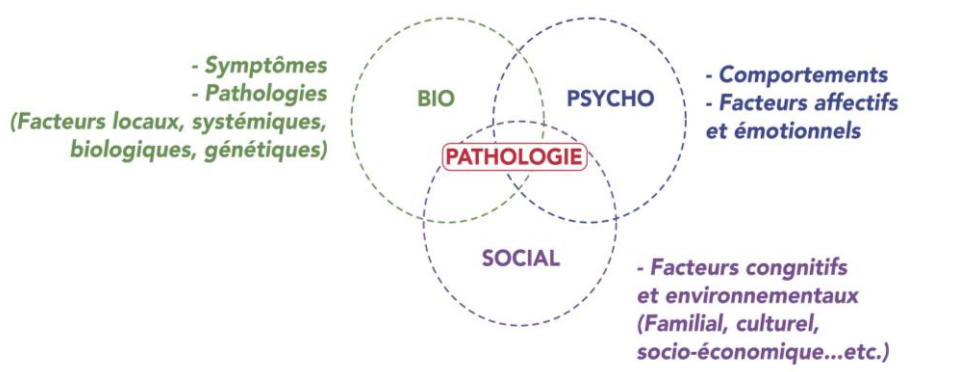 - Symptômes
- Pathologies
(Facteurs locaux, systémiques,
biologiques, génétiques)
BIO
PSYCHO
- Comportements
- Facteurs affectifs
et émotionnels
PATHOLOGIE
SOCIAL
- Facteurs congnitifs
et environnementaux
(Familial, culturel,
socio-économique...etc.)